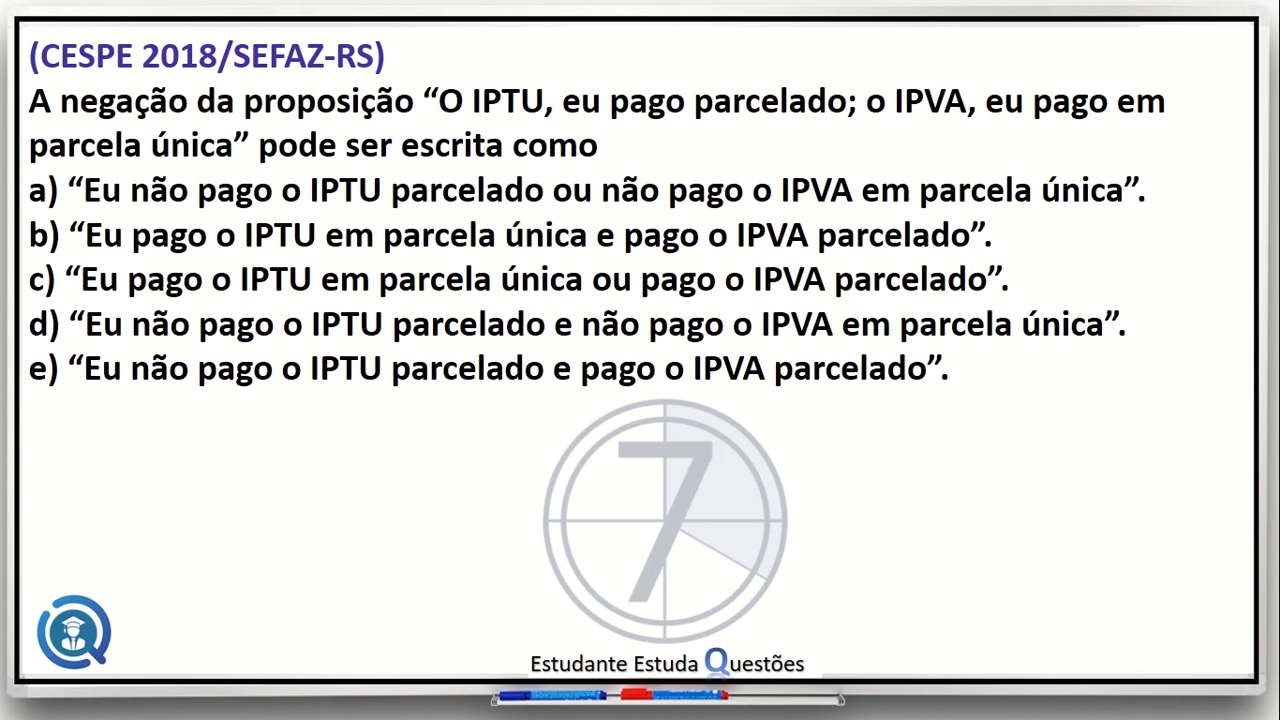 (CESPE 2018/SEFAZ-RS)
A negação da proposição “O IPTU, eu pago parcelado; o IPVA, eu pago em
parcela única” pode ser escrita como
a) “Eu não pago o IPTU parcelado ou não pago o IPVA em parcela única”.
b) “Eu pago o IPTU em parcela única e pago o IPVA parcelado”.
c) “Eu pago o IPTU em parcela única ou pago o IPVA parcelado”.
d) “Eu não pago o IPTU parcelado e não pago o IPVA em parcela única”.
e) “Eu não pago o IPTU parcelado e pago o IPVA parcelado”.
7
Estudante Estuda Questões